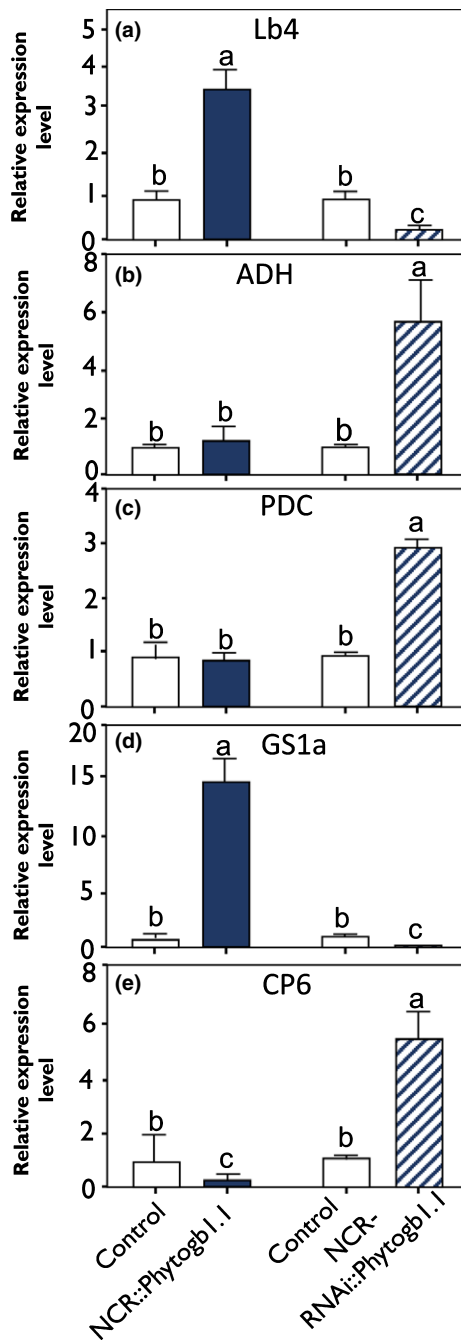 (a) Lb4
Relative expression
level
5
4
3
2
1
0
b
a
b
c
(b) ADH
Relative expression
level
8
6
4
2
0
b
b
b
a
(c) PDC
Relative expression
level
4
3
2
1
0
b
b
b
a
(d) GS1a
Relative expression
level
20
15
10
5
0
b
a
b
c
(e) CP6
Relative expression
level
8
6
4
2
0
b
c
b
a
Control
NCR::Phytogb1.1
Control
NCR-
RNAi::Phytogb1.1